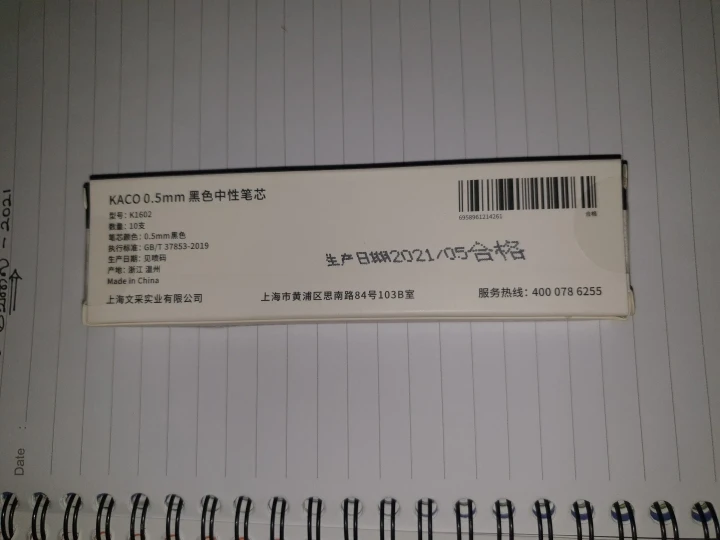 KACO 0.5mm 黑色中性笔芯
型号：K1602
数量：10支
笔芯颜色：0.5mm黑色
执行标准：GB/T 37853-2019
生产日期：见喷码
产地：浙江 温州
Made in China
上海文采实业有限公司
6958961214261
合格
生产日期2021/05合格
上海市黄浦区思南路84号103B室
服务热线：400 078 6255
Date :
- 2021